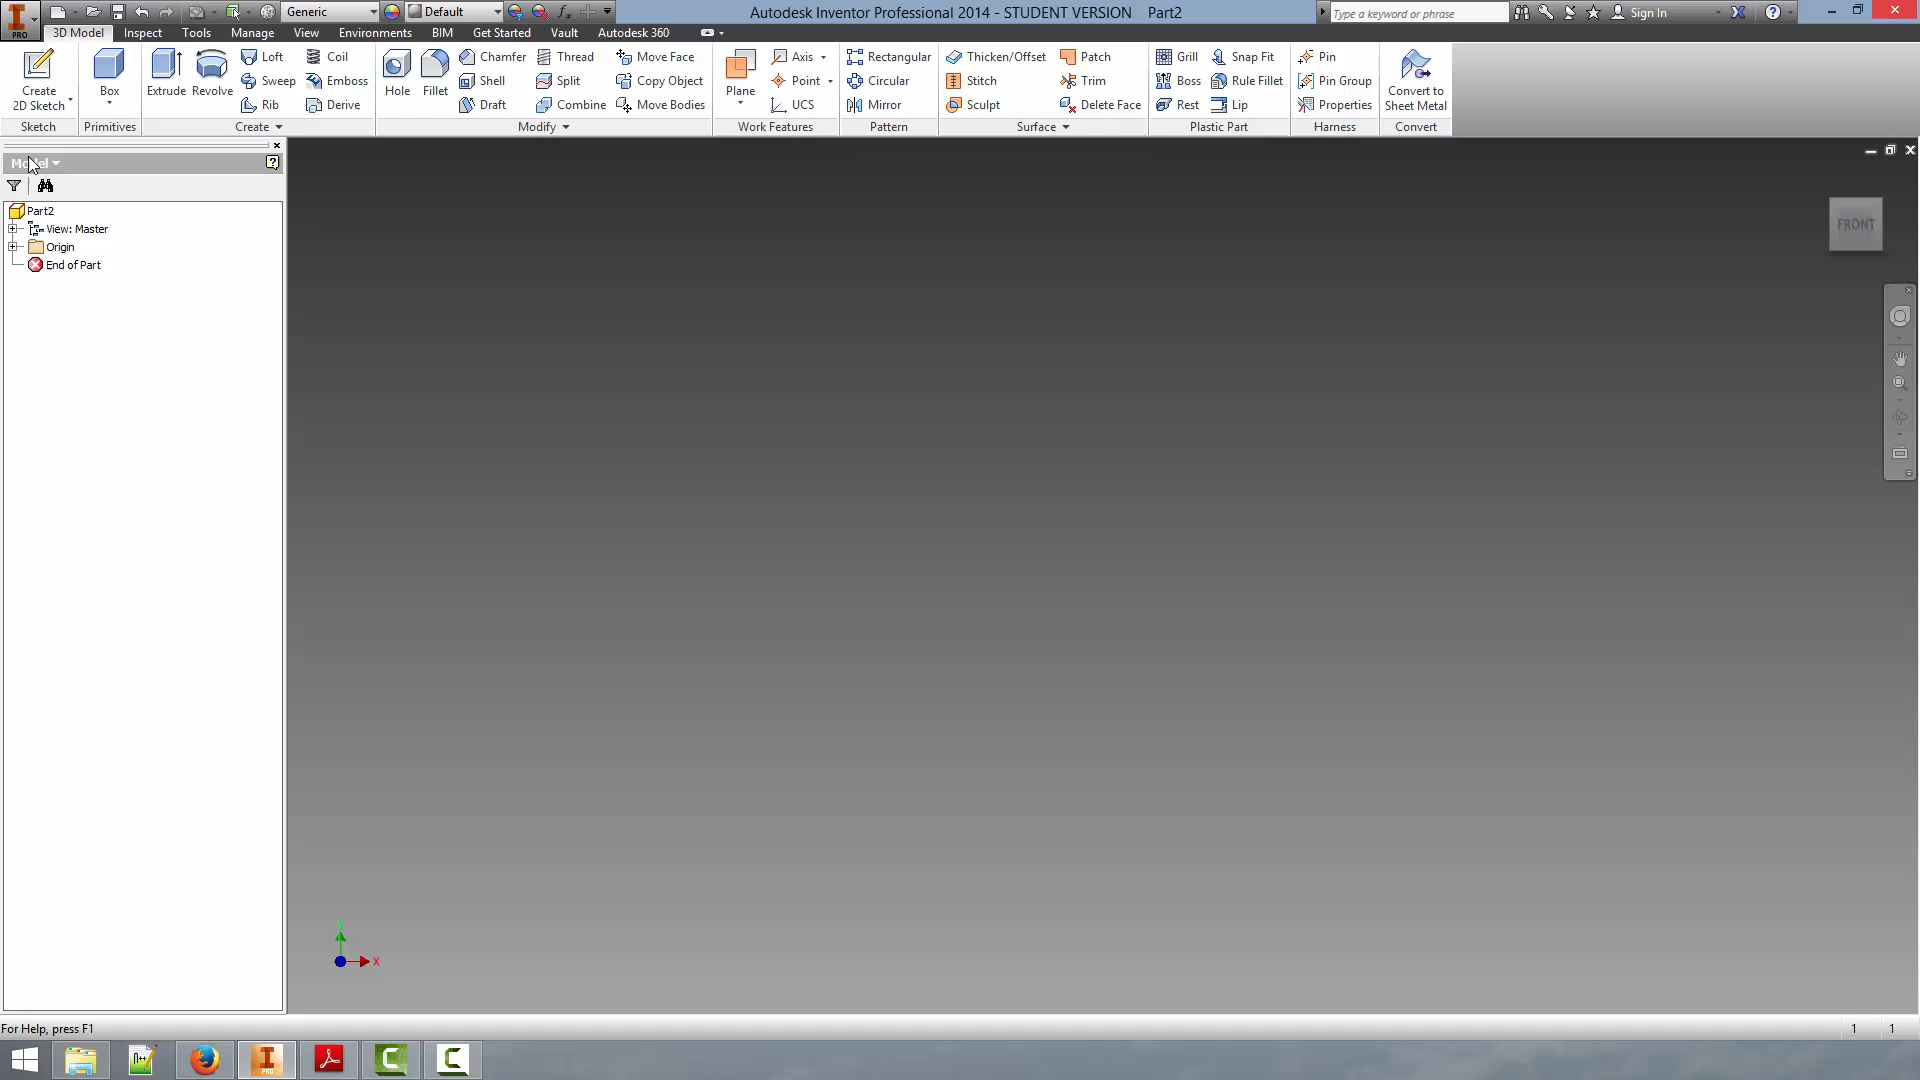 Generic Default Autodesk Inventor Professional 2014 - STUDENT VERSION Part2 Type a keyword or phrase Sign In
PRO 3D Model Inspect Tools Manage View Environments BIM Get Started Vault Autodesk 360
Create 2D Sketch
Sketch
Box
Primitives
Extrude Revolve
Loft Coil
Sweep Emboss
Rib Derive
Create
Hole Fillet
Chamfer Thread Move Face
Shell Split Copy Object
Draft Combine Move Bodies
Modify
Plane
Axis
Point
UCS
Work Features
Rectangular
Circular
Mirror
Pattern
Thicken/Offset Patch
Stitch Trim
Sculpt Delete Face
Surface
Grill Snap Fit
Boss Rule Fillet
Rest Lip
Plastic Part
Pin
Pin Group
Properties
Harness
Convert to
Sheet Metal
Convert
Model
Part2
View: Master
Origin
End of Part
FRONT
X
For Help, press F1
1 1
PRO